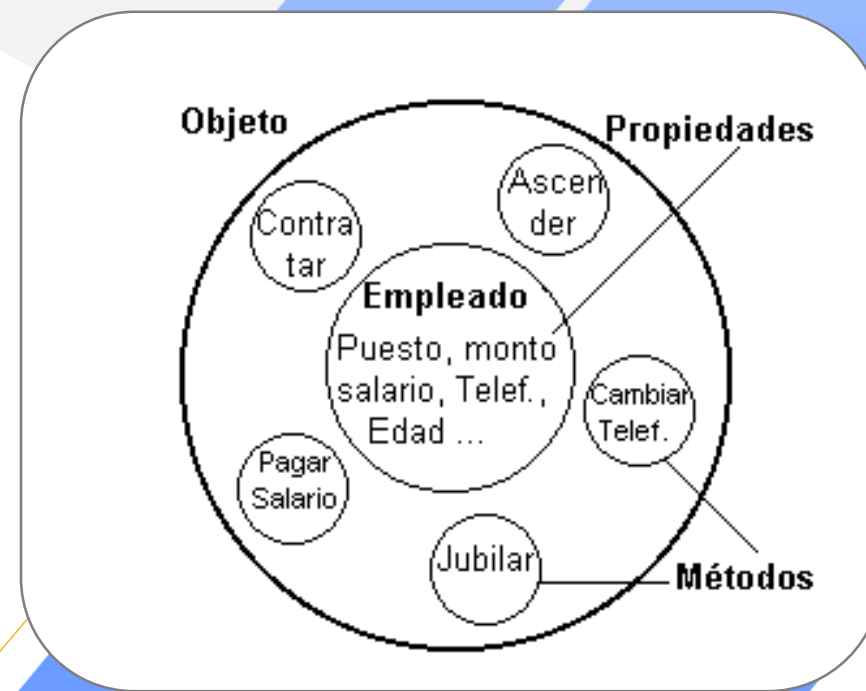 Objeto
Propiedades
Ascen
der
Contra
tar
Empleado
Puesto, monto
salario, Telef.,
Edad ...
Cambiar
Telef.
Pagar
Salario
Jubilar
Métodos